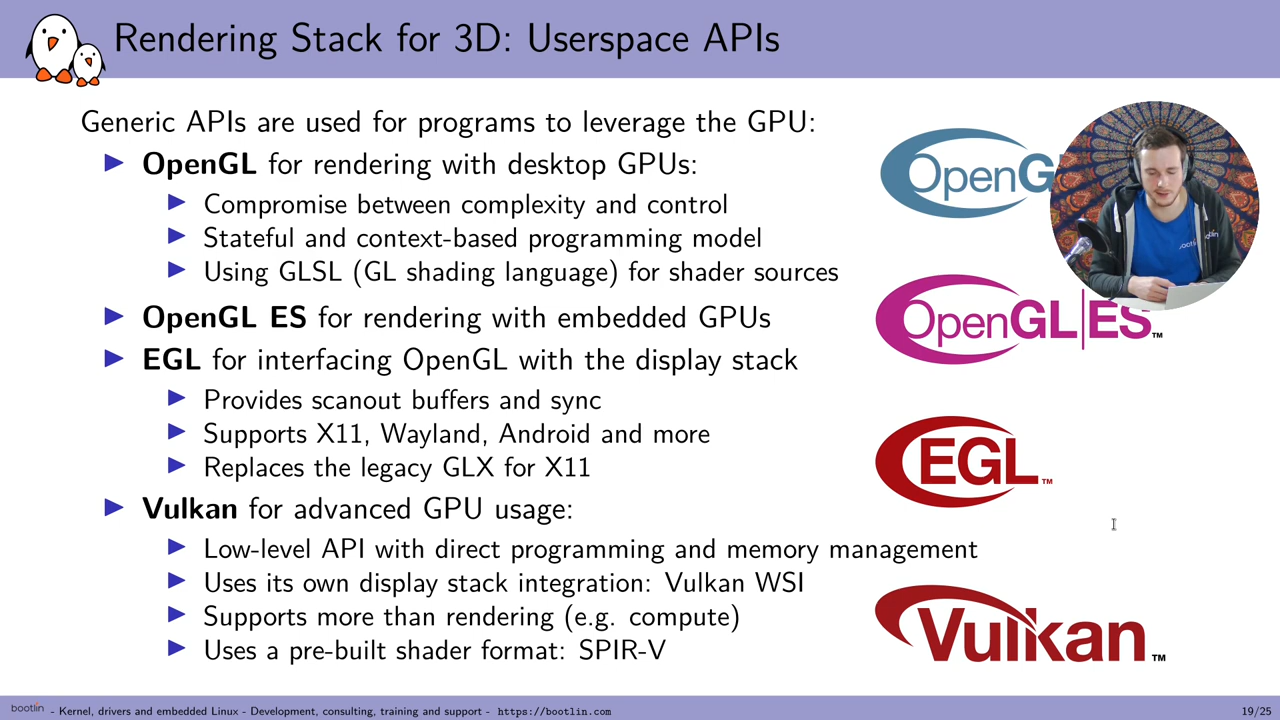 Rendering Stack for 3D: Userspace APIs
Generic APIs are used for programs to leverage the GPU:
OpenGL for rendering with desktop GPUs:
Compromise between complexity and control
Stateful and context-based programming model
Using GLSL (GL shading language) for shader sources
OpenGL ES for rendering with embedded GPUs
EGL for interfacing OpenGL with the display stack
Provides scanout buffers and sync
Supports X11, Wayland, Android and more
Replaces the legacy GLX for X11
Vulkan for advanced GPU usage:
Low-level API with direct programming and memory management
Uses its own display stack integration: Vulkan WSI
Supports more than rendering (e.g. compute)
Uses a pre-built shader format: SPIR-V
OpenG
OpenGL|ES™
EGL™
Vulkan™
bootlin - Kernel, drivers and embedded Linux - Development, consulting, training and support - https://bootlin.com
19/25